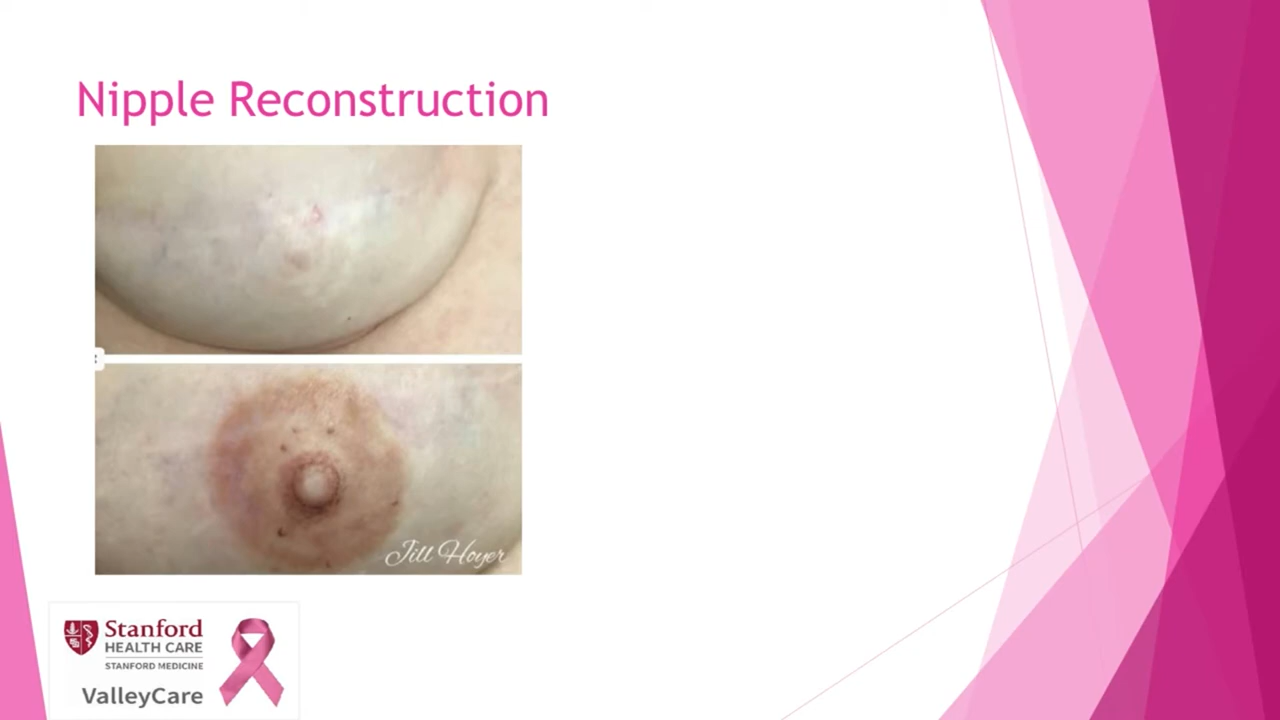 Nipple Reconstruction
Jill Hoyer
Stanford
HEALTH CARE
STANFORD MEDICINE
ValleyCare